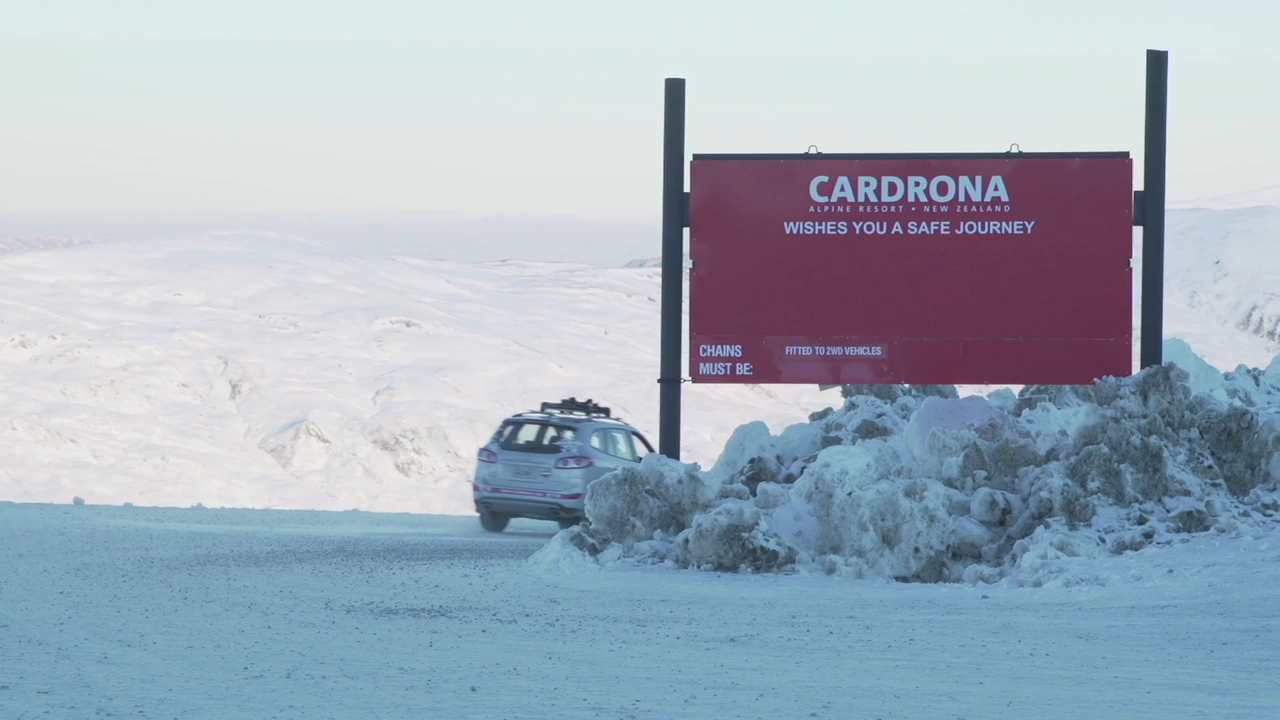 CARDRONA
ALPINE RESORT • NEW ZEALAND
WISHES YOU A SAFE JOURNEY
CHAINS
MUST BE:
FITTED TO 2WD VEHICLES